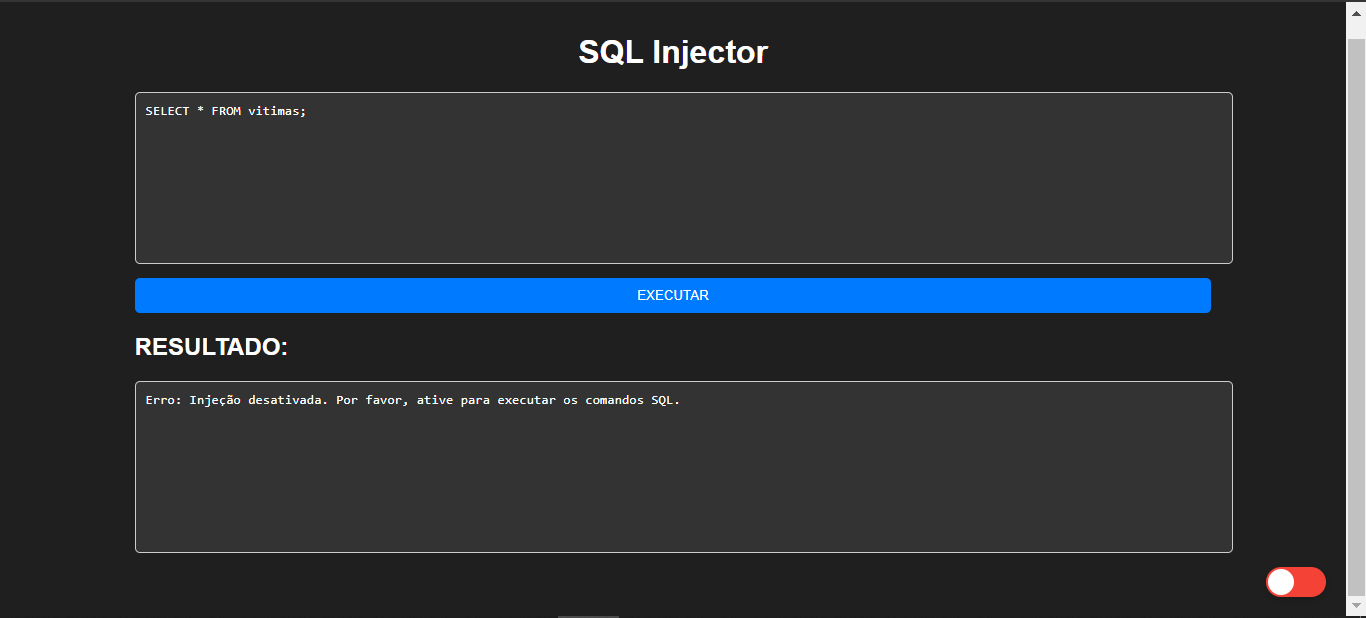 SQL Injector
SELECT * FROM vitimas;
EXECUTAR
RESULTADO:
Erro: Injeção desativada. Por favor, ative para executar os comandos SQL.